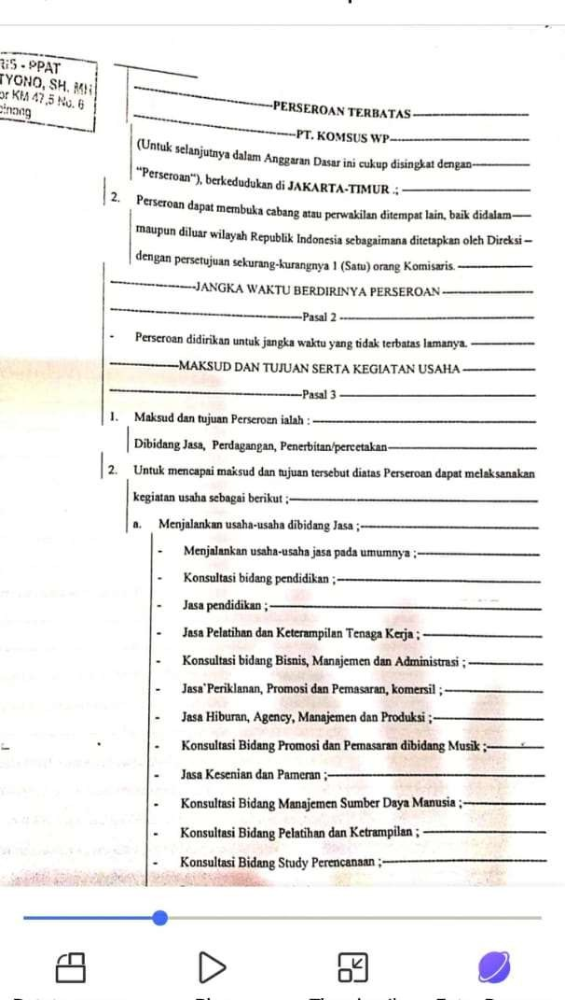 PPAT
SH. MH
KM 47,5 No. 6
PERSEROAN TERBATAS
PT. KOMSUS WP
(Untuk selanjutnya dalam Anggaran Dasar ini cukup disingkat dengan
"Perseroan"), berkedudukan di JAKARTA-TIMUR .;
2. Perseroan dapat membuka cabang atau perwakilan ditempat lain, baik didalam
maupun diluar wilayah Republik Indonesia sebagaimana ditetapkan oleh Direksi
dengan persetujuan sekurang-kurangnya 1 (Satu) orang Komisaris.
JANGKA WAKTU BERDIRINYA PERSEROAN
Pasal 2
- Perseroan didirikan untuk jangka waktu yang tidak terbatas lamanya.
MAKSUD DAN TUJUAN SERTA KEGIATAN USAHA
Pasal 3
1. Maksud dan tujuan Perseroan ialah :
Dibidang Jasa, Perdagangan, Penerbitan/percetakan
2. Untuk mencapai maksud dan tujuan tersebut diatas Perseroan dapat melaksanakan
kegiatan usaha sebagai berikut ;
a. Menjalankan usaha-usaha dibidang Jasa ;
- Menjalankan usaha-usaha jasa pada umumnya ;
- Konsultasi bidang pendidikan ;
- Jasa pendidikan ;
- Jasa Pelatihan dan Keterampilan Tenaga Kerja ;
- Konsultasi bidang Bisnis, Manajemen dan Administrasi ;
- Jasa Periklanan, Promosi dan Pemasaran, komersil ;
- Jasa Hiburan, Agency, Manajemen dan Produksi ;
- Konsultasi Bidang Promosi dan Pemasaran dibidang Musik ;
- Jasa Kesenian dan Pameran ;
- Konsultasi Bidang Manajemen Sumber Daya Manusia ;
- Konsultasi Bidang Pelatihan dan Ketrampilan ;
- Konsultasi Bidang Study Perencanaan ;